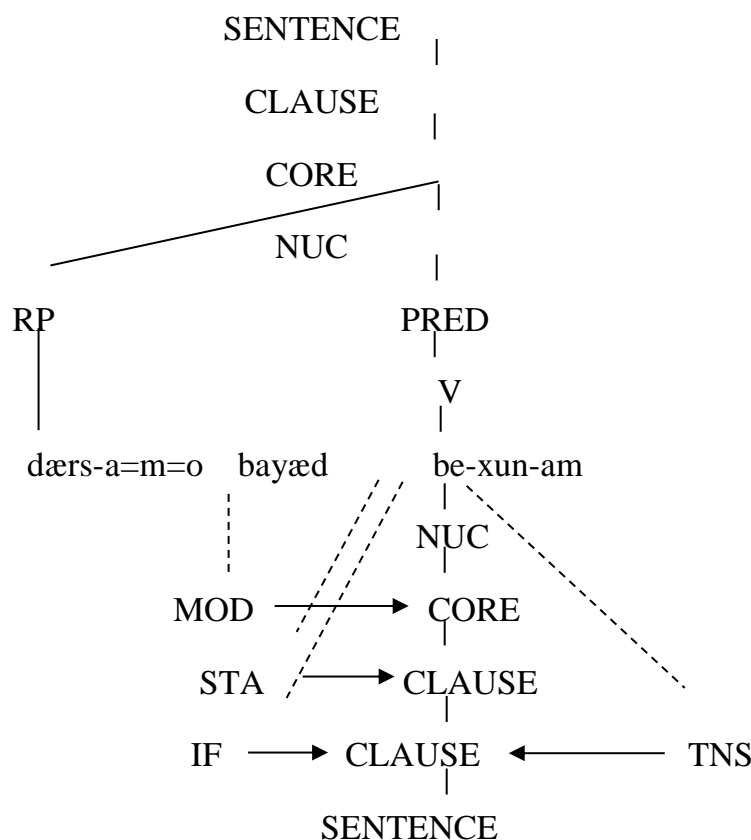 SENTENCE
CLAUSE
CORE
NUC
RP PRED
V
dærs-a=m=o bayæd be-xun-am
NUC
MOD CORE
STA CLAUSE
IF CLAUSE TNS
SENTENCE